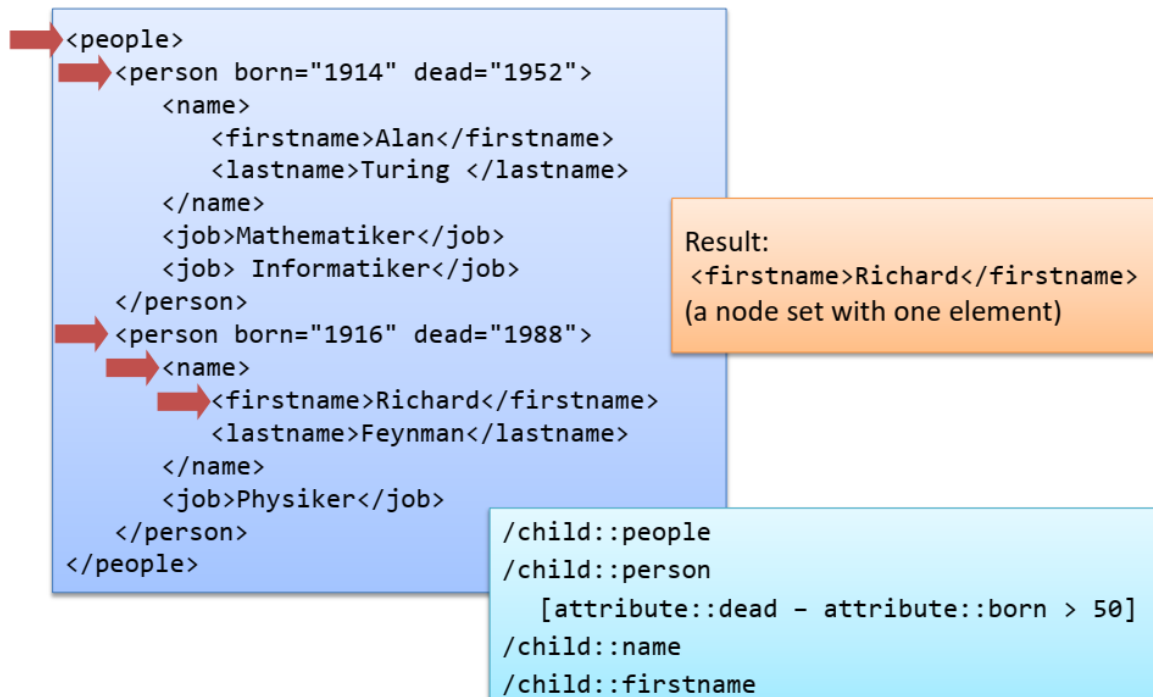 <people>
<person born="1914" dead="1952">
<name>
<firstname>Alan</firstname>
<lastname>Turing </lastname>
</name>
<job>Mathematiker</job>
<job> Informatiker</job>
</person>
<person born="1916" dead="1988">
<name>
<firstname>Richard</firstname>
<lastname>Feynman</lastname>
</name>
<job>Physiker</job>
</person>
</people>
Result:
<firstname>Richard</firstname>
(a node set with one element)
/child::people
/child::person
[attribute::dead – attribute::born > 50]
/child::name
/child::firstname